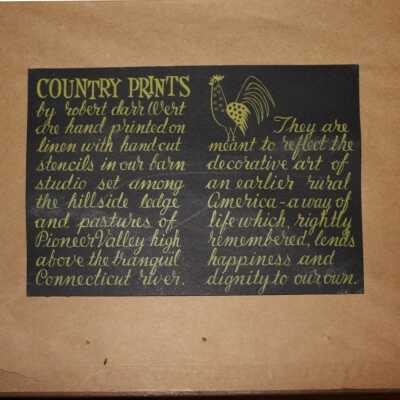 COUNTRY PRINTS
by robert darr Wert
are hand printed on
linen with handcut
stencils in our barn
studio set among
the hillside ledge
and pastures of
Pioneer Valley high
above the tranquil
Connecticut river.
They are
meant to reflect the
decorative art of
an earlier rural
America - a way of
life which, rightly
remembered, lends
happiness and
dignity to our own.